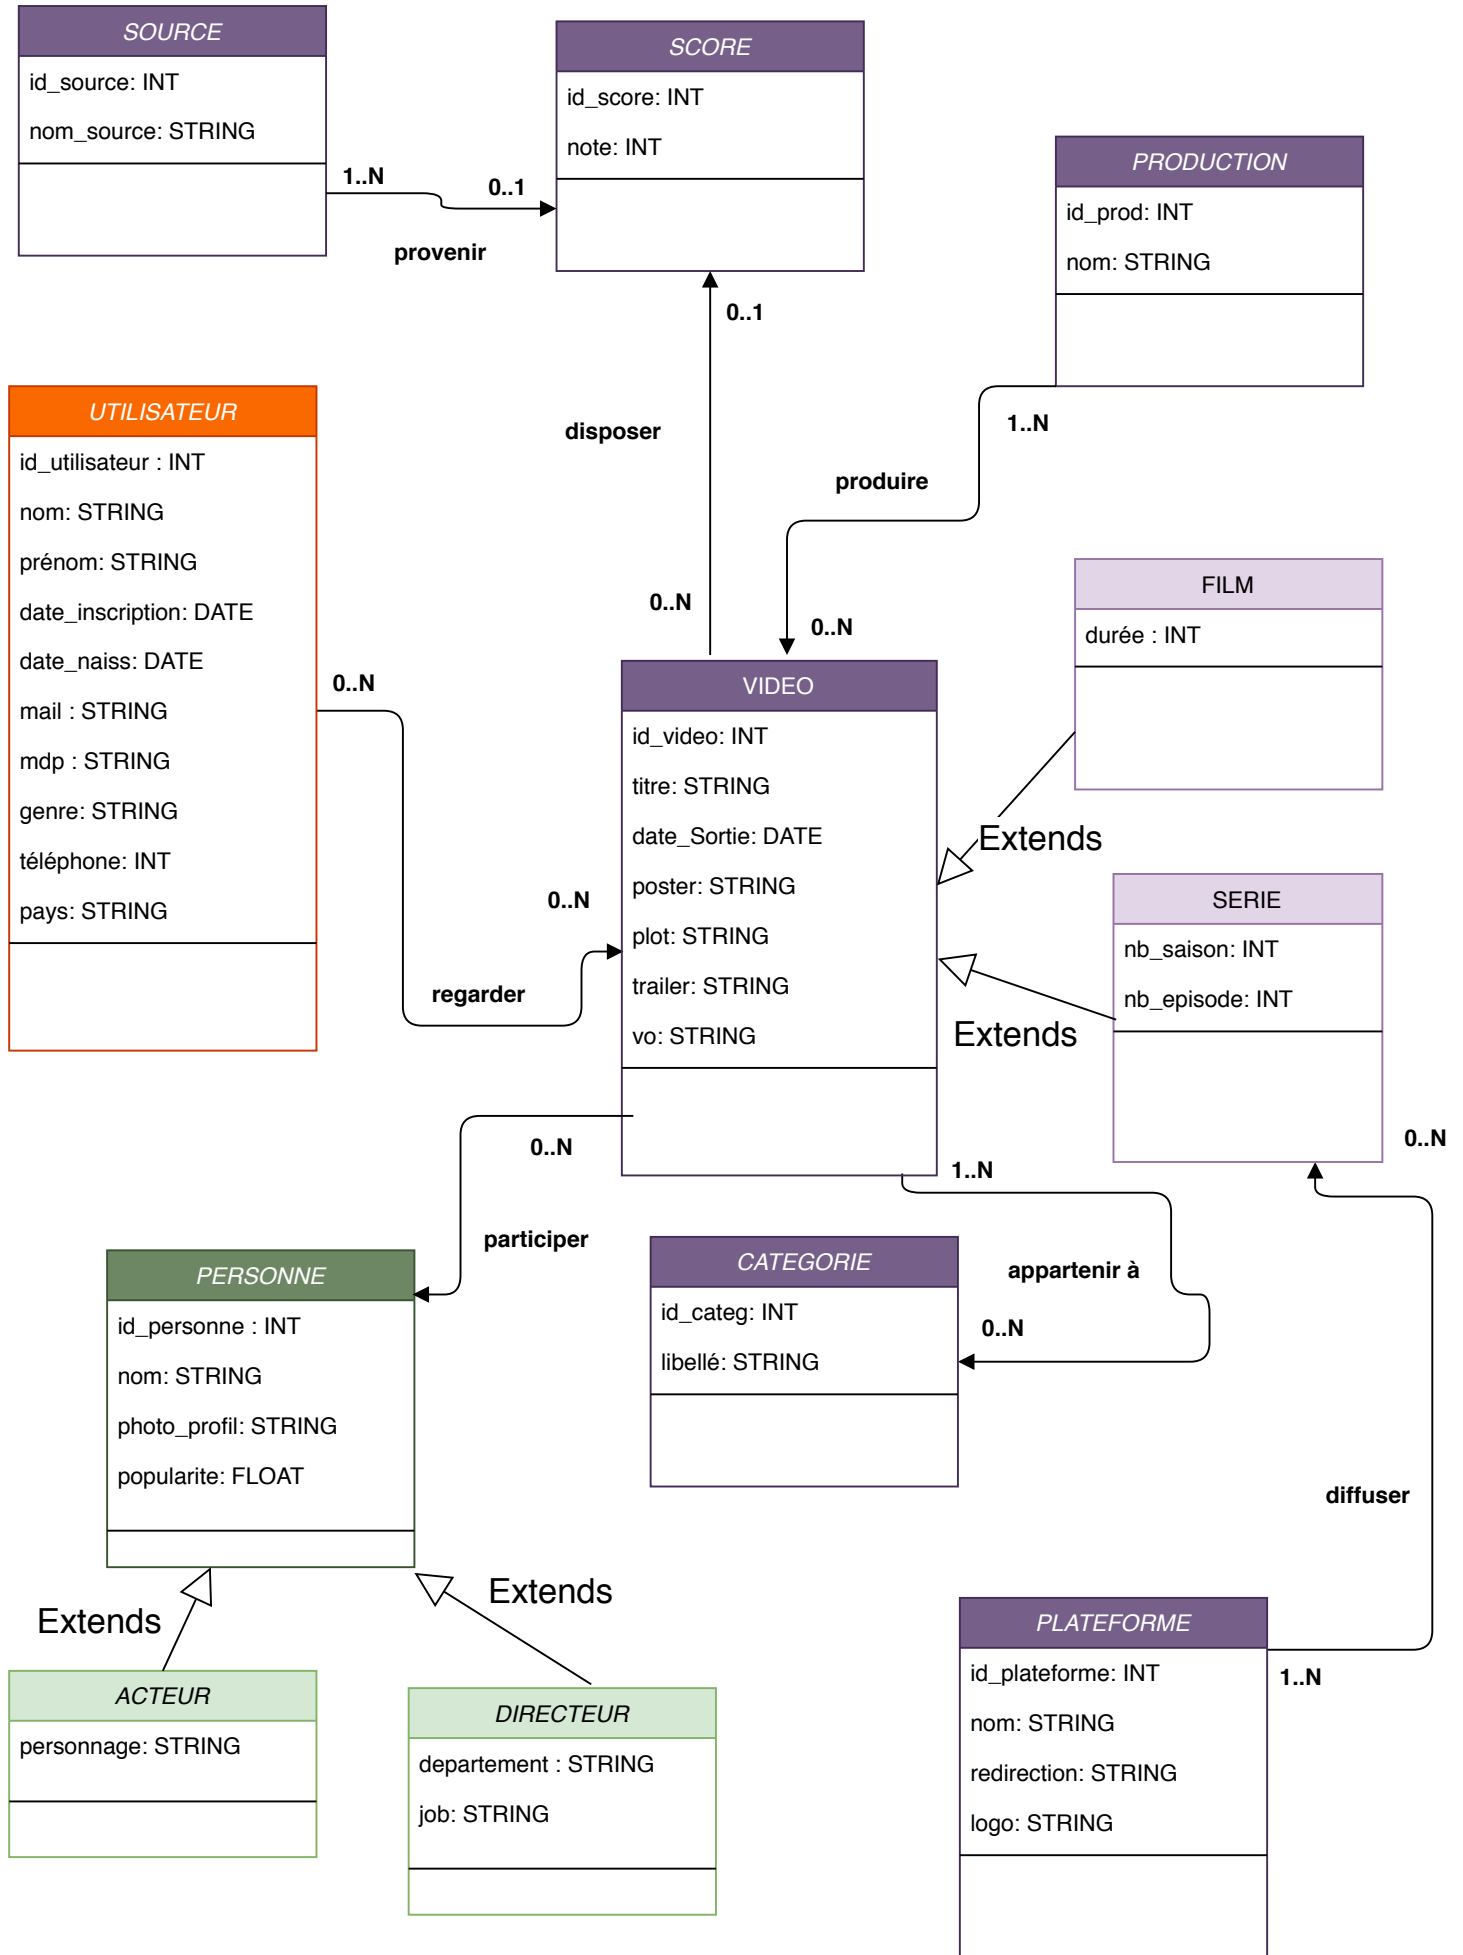 SOURCE
id_source: INT
nom_source: STRING
SCORE
id_score: INT
note: INT
1..N
0..1
provenir
PRODUCTION
id_prod: INT
nom: STRING
0..1
1..N
disposer
produire
0..N
0..N
UTILISATEUR
id_utilisateur : INT
nom: STRING
prénom: STRING
date_inscription: DATE
date_naiss: DATE
mail : STRING
mdp : STRING
genre: STRING
téléphone: INT
pays: STRING
0..N
0..N
regarder
VIDEO
id_video: INT
titre: STRING
date_Sortie: DATE
poster: STRING
plot: STRING
trailer: STRING
vo: STRING
FILM
durée : INT
Extends
SERIE
nb_saison: INT
nb_episode: INT
Extends
0..N
0..N
1..N
participer
appartenir à
0..N
PERSONNE
id_personne : INT
nom: STRING
photo_profil: STRING
popularite: FLOAT
CATEGORIE
id_categ: INT
libellé: STRING
diffuser
Extends
Extends
ACTEUR
personnage: STRING
DIRECTEUR
departement : STRING
job: STRING
PLATEFORME
id_plateforme: INT
nom: STRING
redirection: STRING
logo: STRING
1..N